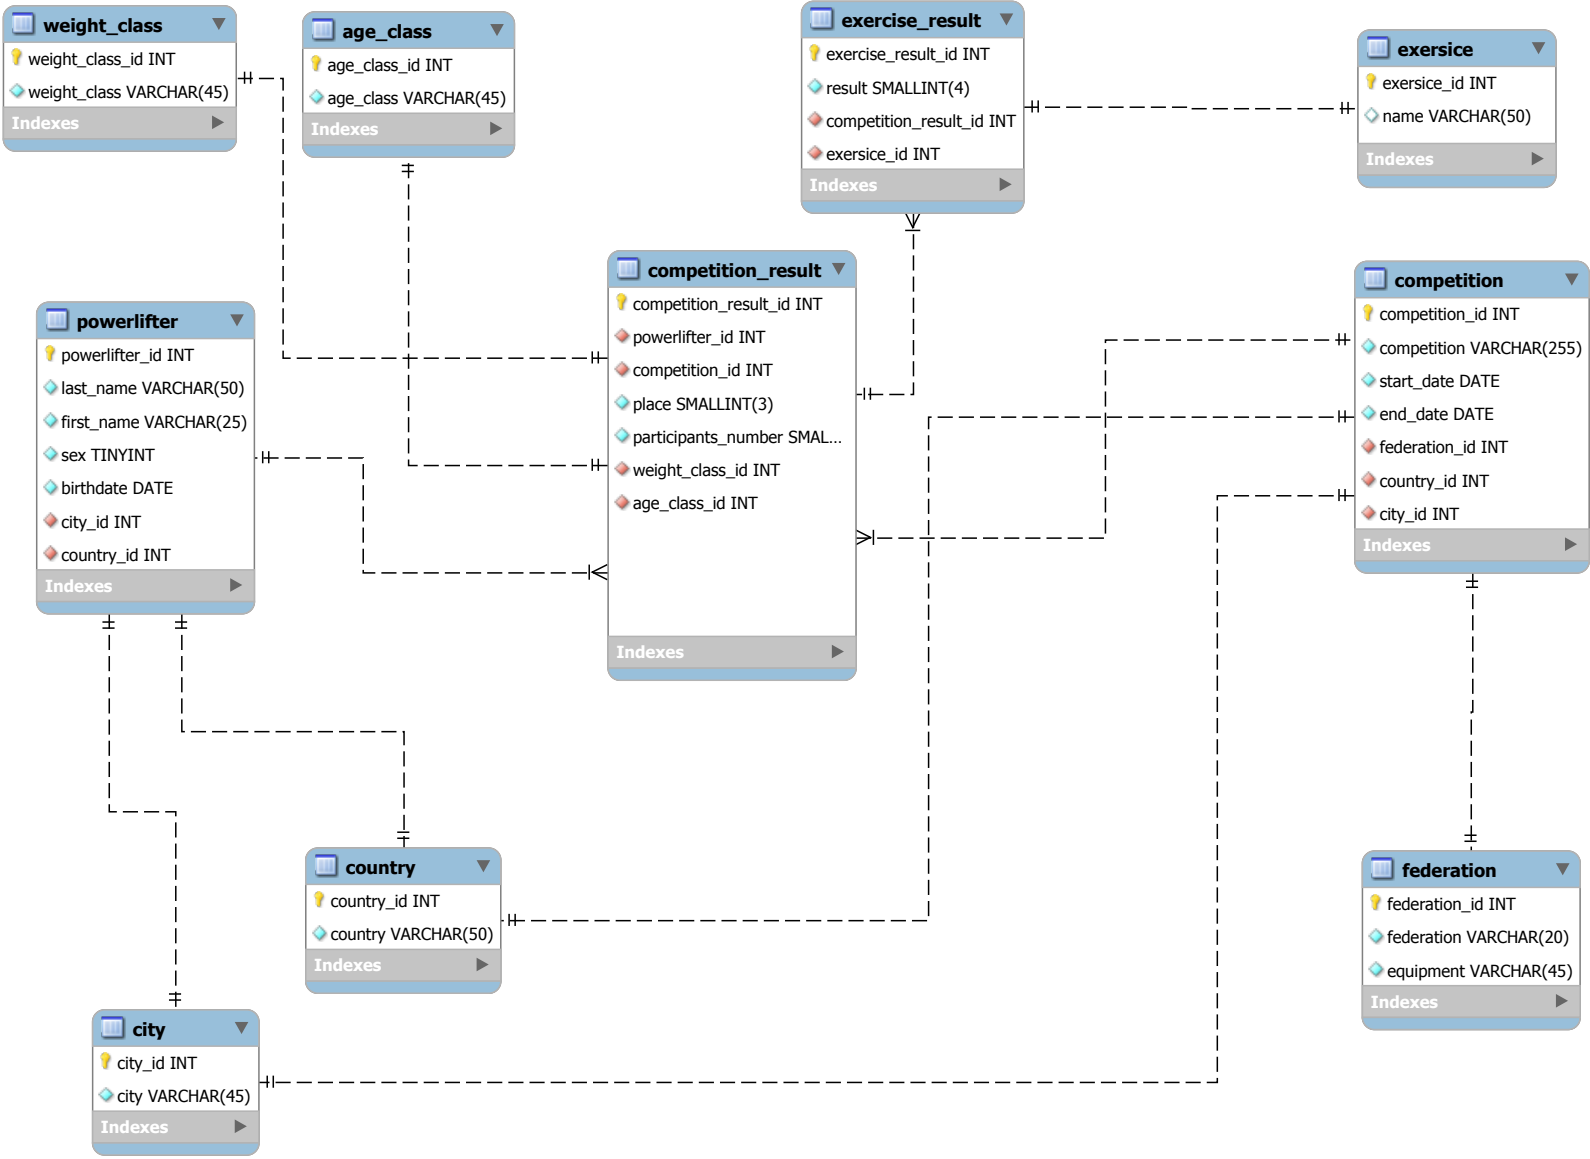 weight_class
weight_class_id INT
weight_class VARCHAR(45)
Indexes
age_class
age_class_id INT
age_class VARCHAR(45)
Indexes
exercise_result
exercise_result_id INT
result SMALLINT(4)
competition_result_id INT
exersice_id INT
Indexes
exersice
exersice_id INT
name VARCHAR(50)
Indexes
powerlifter
powerlifter_id INT
last_name VARCHAR(50)
first_name VARCHAR(25)
sex TINYINT
birthdate DATE
city_id INT
country_id INT
Indexes
competition_result
competition_result_id INT
powerlifter_id INT
competition_id INT
place SMALLINT(3)
participants_number SMAL...
weight_class_id INT
age_class_id INT
Indexes
competition
competition_id INT
competition VARCHAR(255)
start_date DATE
end_date DATE
federation_id INT
country_id INT
city_id INT
Indexes
country
country_id INT
country VARCHAR(50)
Indexes
federation
federation_id INT
federation VARCHAR(20)
equipment VARCHAR(45)
Indexes
city
city_id INT
city VARCHAR(45)
Indexes